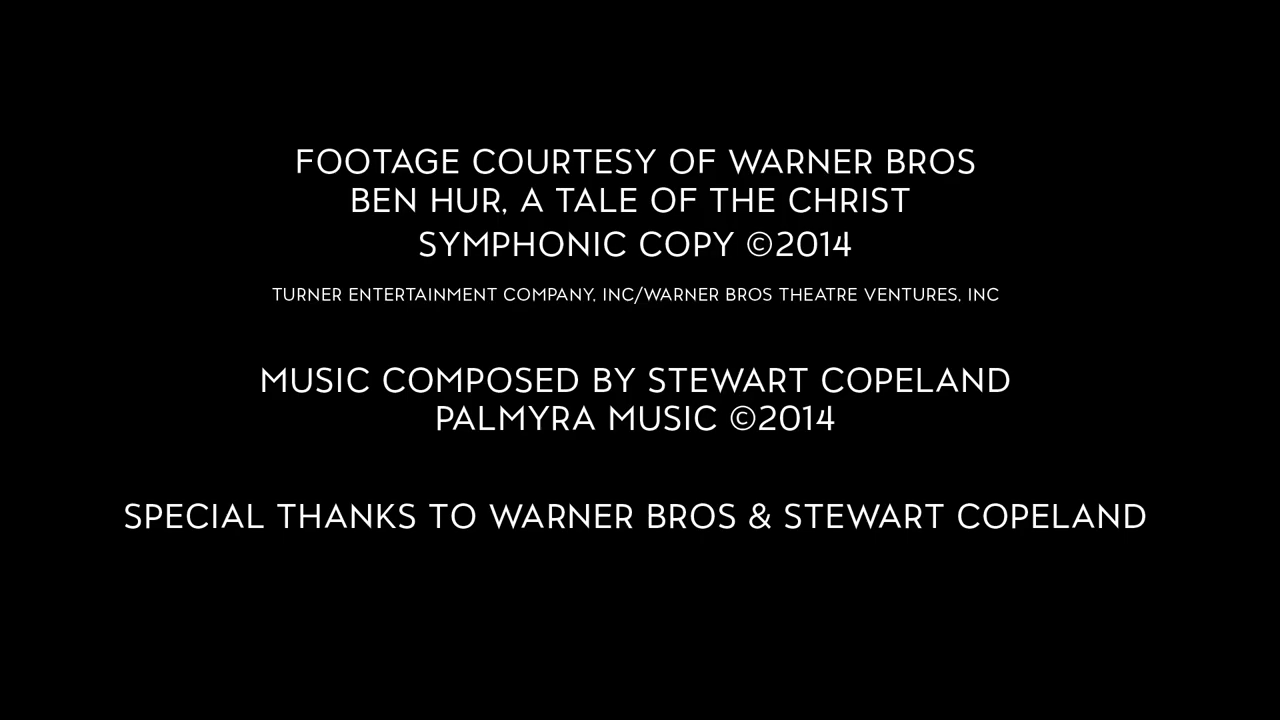 FOOTAGE COURTESY OF WARNER BROS
BEN HUR, A TALE OF THE CHRIST
SYMPHONIC COPY ©2014
TURNER ENTERTAINMENT COMPANY, INC/WARNER BROS THEATRE VENTURES, INC
MUSIC COMPOSED BY STEWART COPELAND
PALMYRA MUSIC ©2014
SPECIAL THANKS TO WARNER BROS & STEWART COPELAND